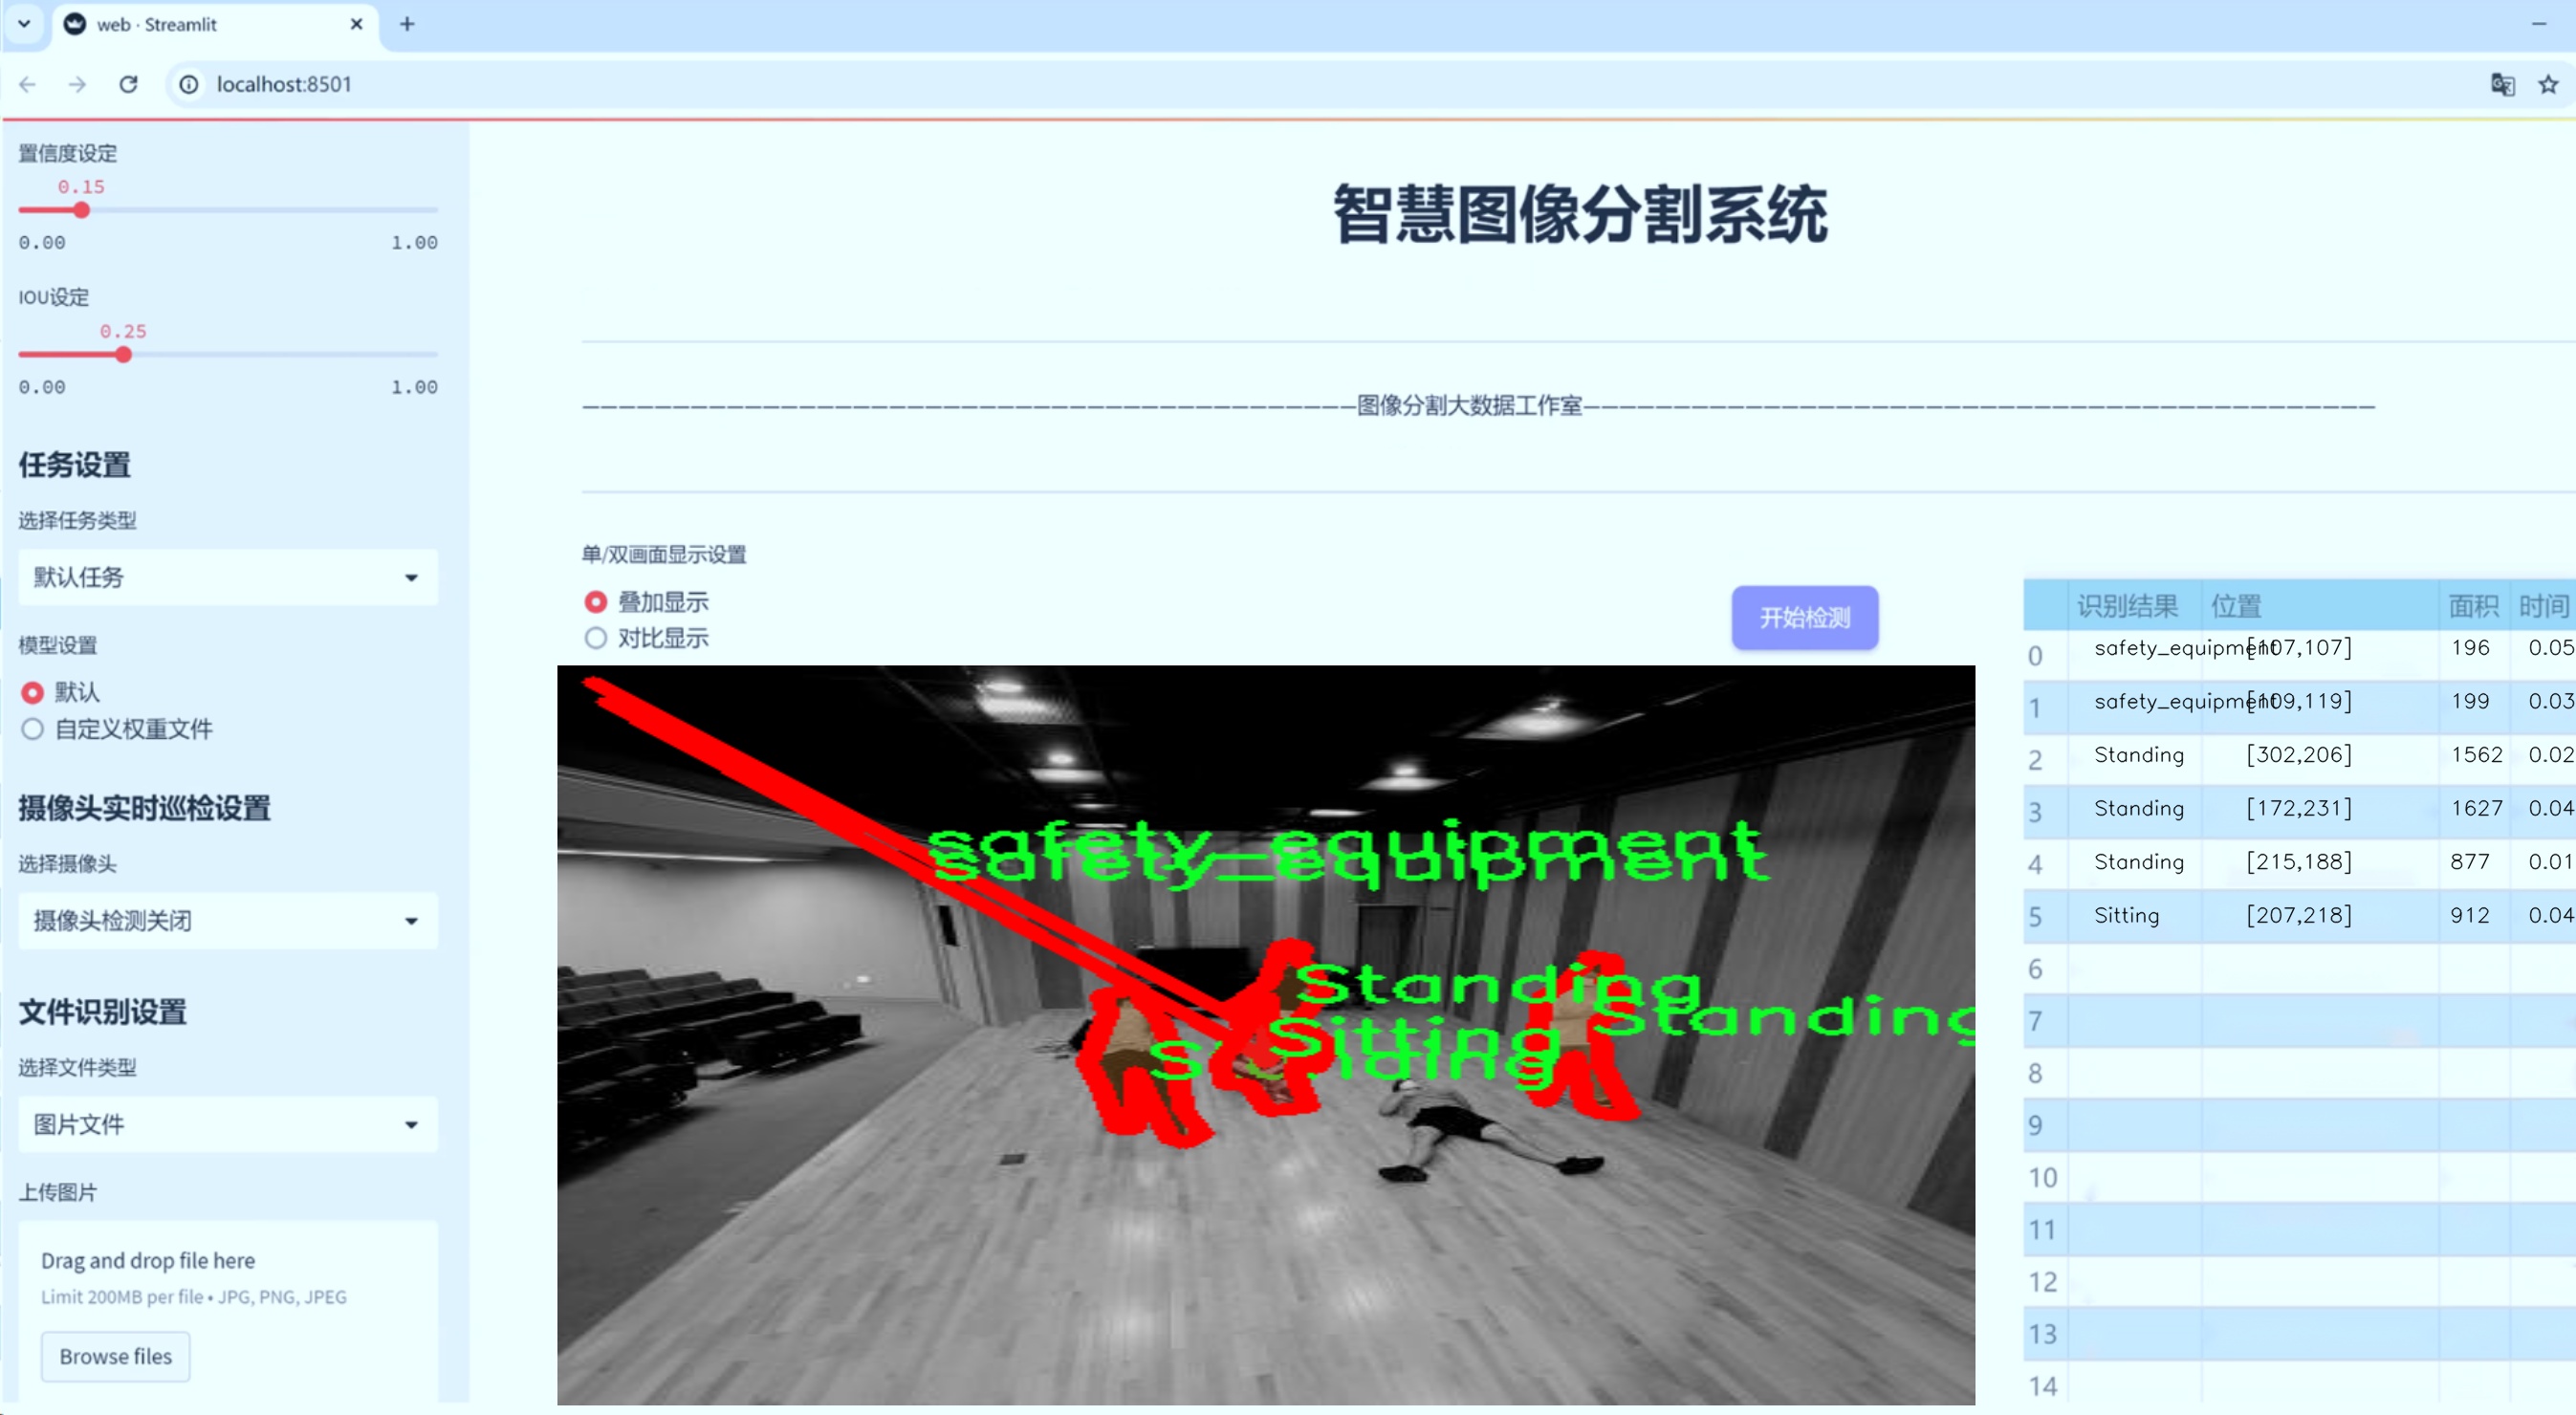 web · Streamlit
localhost:8501
置信度设定
0.15
0.00 1.00
IOU设定
0.25
0.00 1.00
任务设置
选择任务类型
默认任务
模型设置
默认
自定义权重文件
摄像头实时巡检设置
选择摄像头
摄像头检测关闭
文件识别设置
选择文件类型
图片文件
上传图片
Drag and drop file here
Limit 200MB per file • JPG, PNG, JPEG
Browse files
智慧图像分割系统
图像分割大数据工作室
单/双画面显示设置
叠加显示
对比显示
开始检测
safety_equipment
safety_equipment
Standing
Standing
Sitting
识别结果 位置 面积 时间
0 safety_equipment [107,107] 196 0.05
1 safety_equipment [109,119] 199 0.03
2 Standing [302,206] 1562 0.02
3 Standing [172,231] 1627 0.04
4 Standing [215,188] 877 0.01
5 Sitting [207,218] 912 0.04
6
7
8
9
10
11
12
13
14